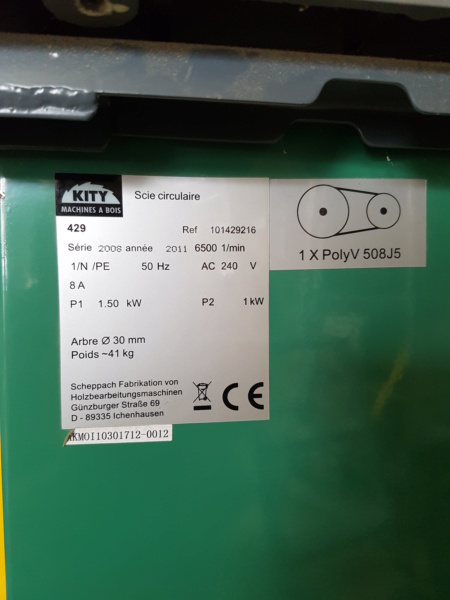 KITY
MACHINES A BOIS
Scie circulaire
429 Ref 101429216
Série 2008 année 2011 6500 1/min
1/N /PE 50 Hz AC 240 V
8 A
P1 1.50 kW P2 1 kW
Arbre Ø 30 mm
Poids ~41 kg
Scheppach Fabrikation von
Holzbearbeitungsmaschinen
Günzburger Straße 69
D - 89335 Ichenhausen
CE
1 X PolyV 508J5